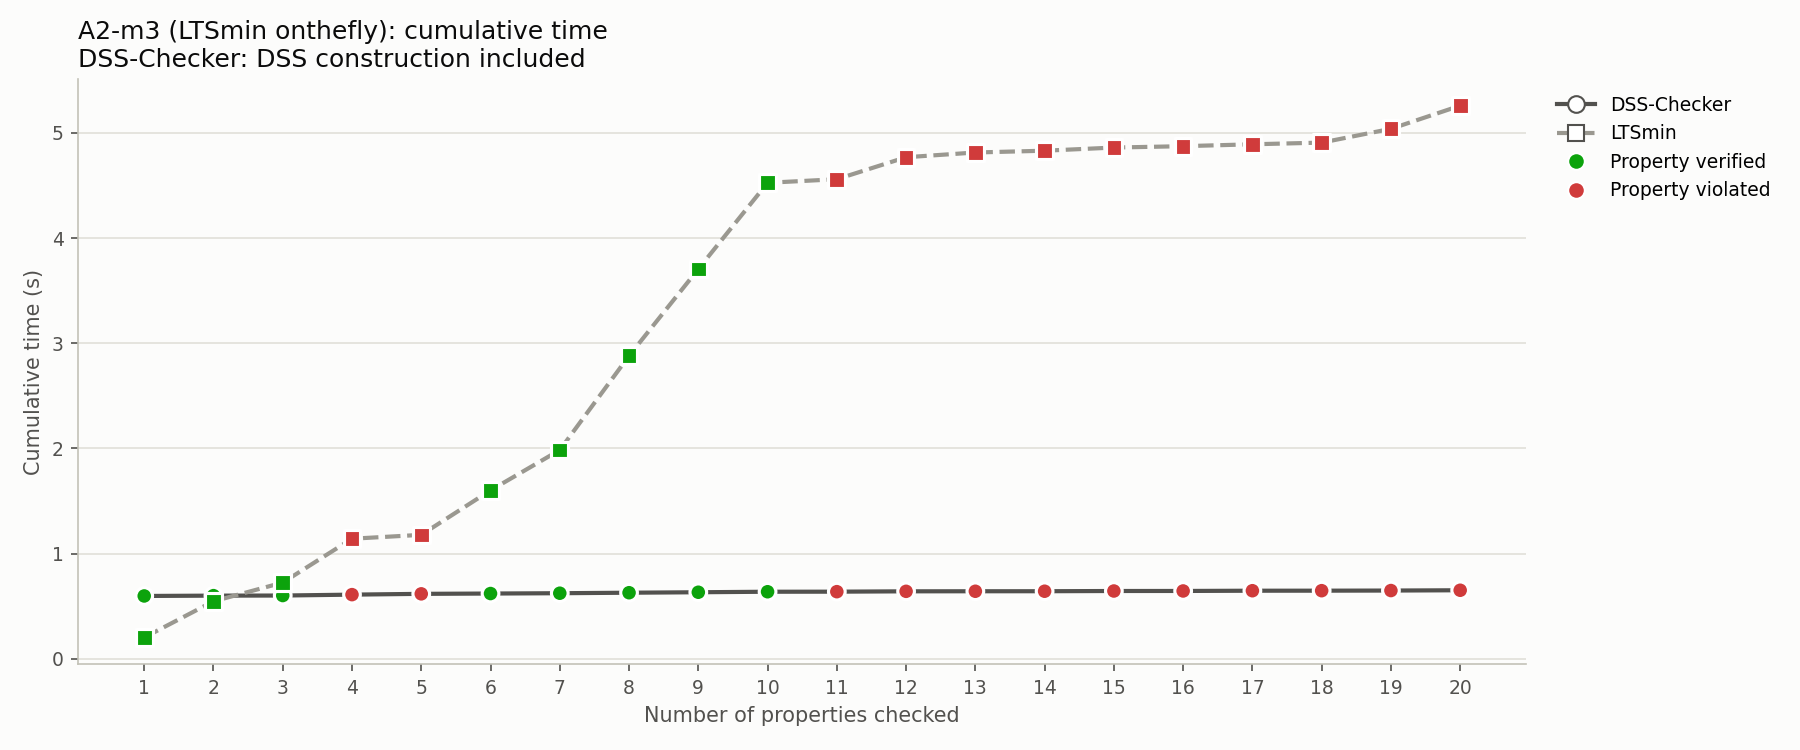 A2-m3 (LTSmin onthefly): cumulative time
DSS-Checker: DSS construction included
DSS-Checker
LTSmin
Property verified
Property violated
Cumulative time (s)
5
4
3
2
1
0
1 2 3 4 5 6 7 8 9 10 11 12 13 14 15 16 17 18 19 20
Number of properties checked